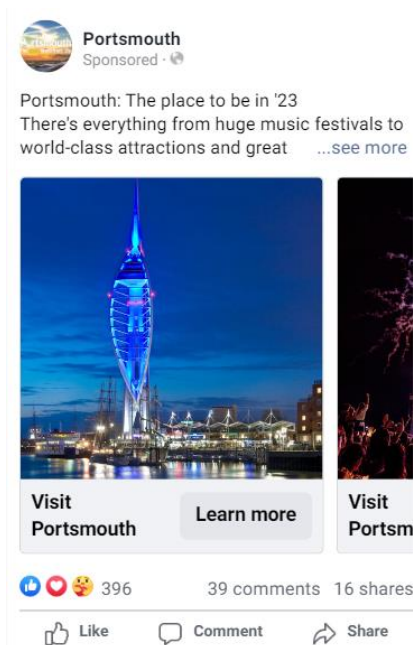 Portsmouth
Sponsored ·
Portsmouth: The place to be in '23
There's everything from huge music festivals to
world-class attractions and great ...see more
Visit
Portsmouth
Learn more
Visit
Portsm
396
39 comments 16 shares
Like
Comment
Share